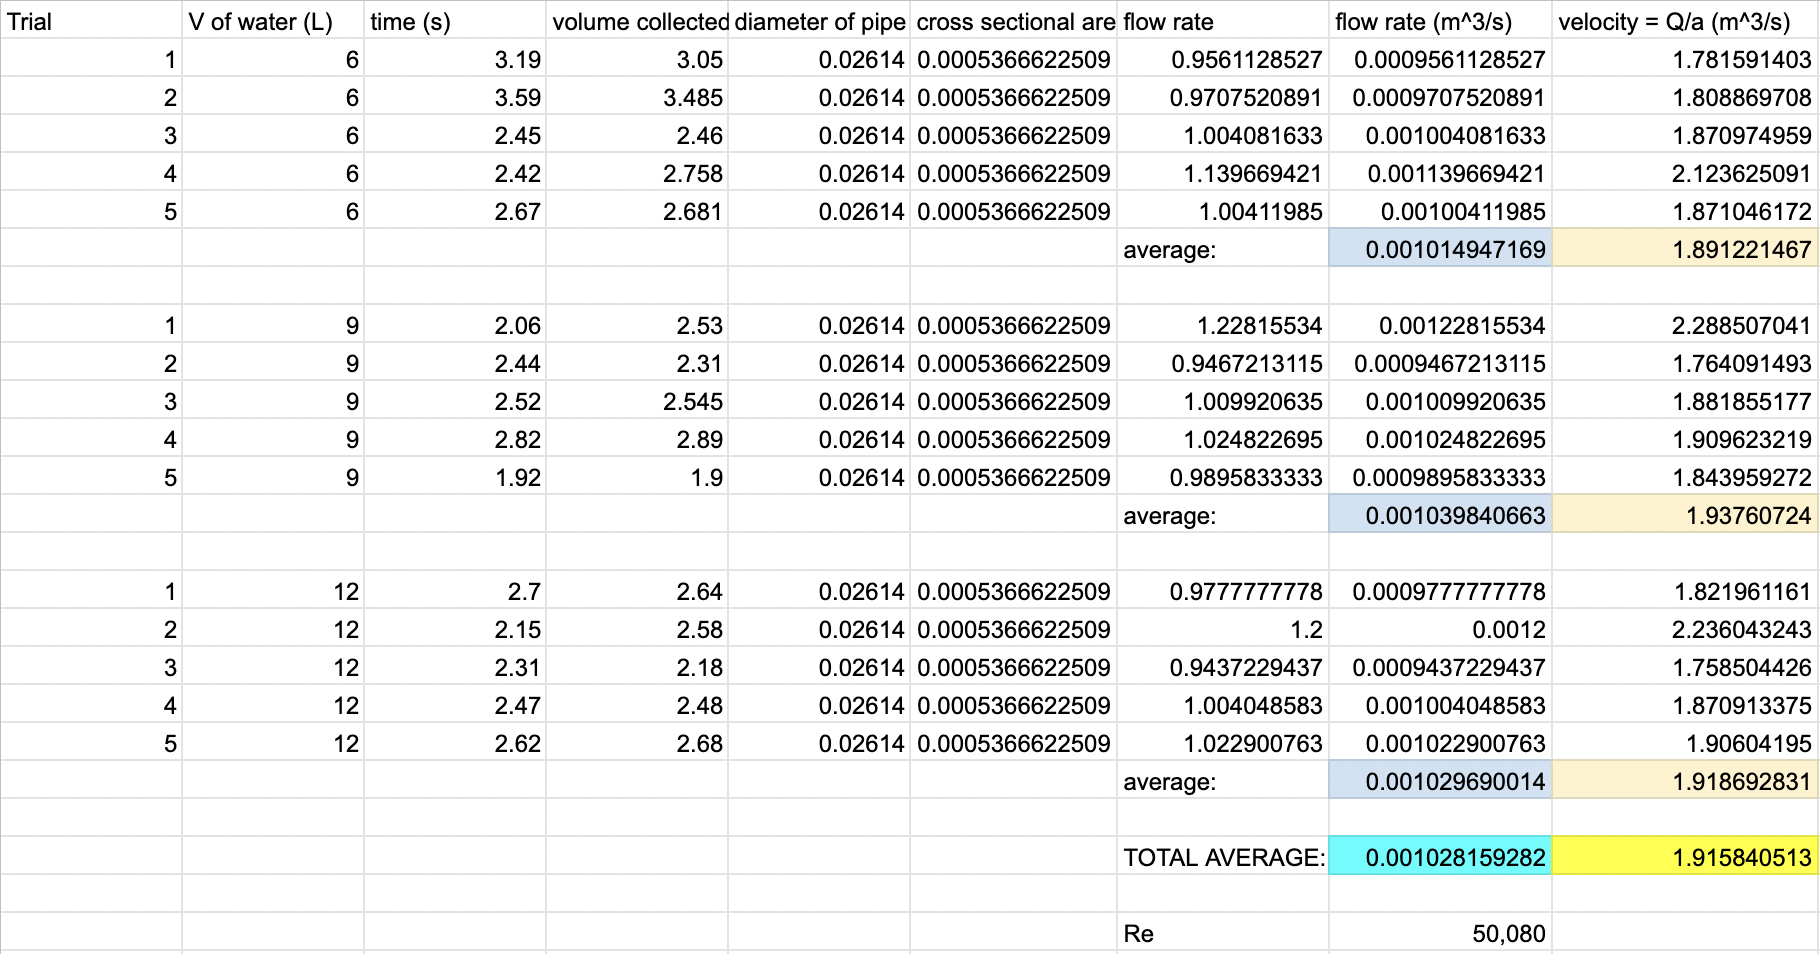 Trial V of water (L) time (s) volume collected diameter of pipe cross sectional are flow rate flow rate (m^3/s) velocity = Q/a (m^3/s)
1 6 3.19 3.05 0.02614 0.0005366622509 0.9561128527 0.0009561128527 1.781591403
2 6 3.59 3.485 0.02614 0.0005366622509 0.9707520891 0.0009707520891 1.808869708
3 6 2.45 2.46 0.02614 0.0005366622509 1.004081633 0.001004081633 1.870974959
4 6 2.42 2.758 0.02614 0.0005366622509 1.139669421 0.001139669421 2.123625091
5 6 2.67 2.681 0.02614 0.0005366622509 1.00411985 0.00100411985 1.871046172
average: 0.001014947169 1.891221467
1 9 2.06 2.53 0.02614 0.0005366622509 1.22815534 0.00122815534 2.288507041
2 9 2.44 2.31 0.02614 0.0005366622509 0.9467213115 0.0009467213115 1.764091493
3 9 2.52 2.545 0.02614 0.0005366622509 1.009920635 0.001009920635 1.881855177
4 9 2.82 2.89 0.02614 0.0005366622509 1.024822695 0.001024822695 1.909623219
5 9 1.92 1.9 0.02614 0.0005366622509 0.9895833333 0.0009895833333 1.843959272
average: 0.001039840663 1.93760724
1 12 2.7 2.64 0.02614 0.0005366622509 0.9777777778 0.0009777777778 1.821961161
2 12 2.15 2.58 0.02614 0.0005366622509 1.2 0.0012 2.236043243
3 12 2.31 2.18 0.02614 0.0005366622509 0.9437229437 0.0009437229437 1.758504426
4 12 2.47 2.48 0.02614 0.0005366622509 1.004048583 0.001004048583 1.870913375
5 12 2.62 2.68 0.02614 0.0005366622509 1.022900763 0.001022900763 1.90604195
average: 0.001029690014 1.918692831
TOTAL AVERAGE: 0.001028159282 1.915840513
Re 50,080